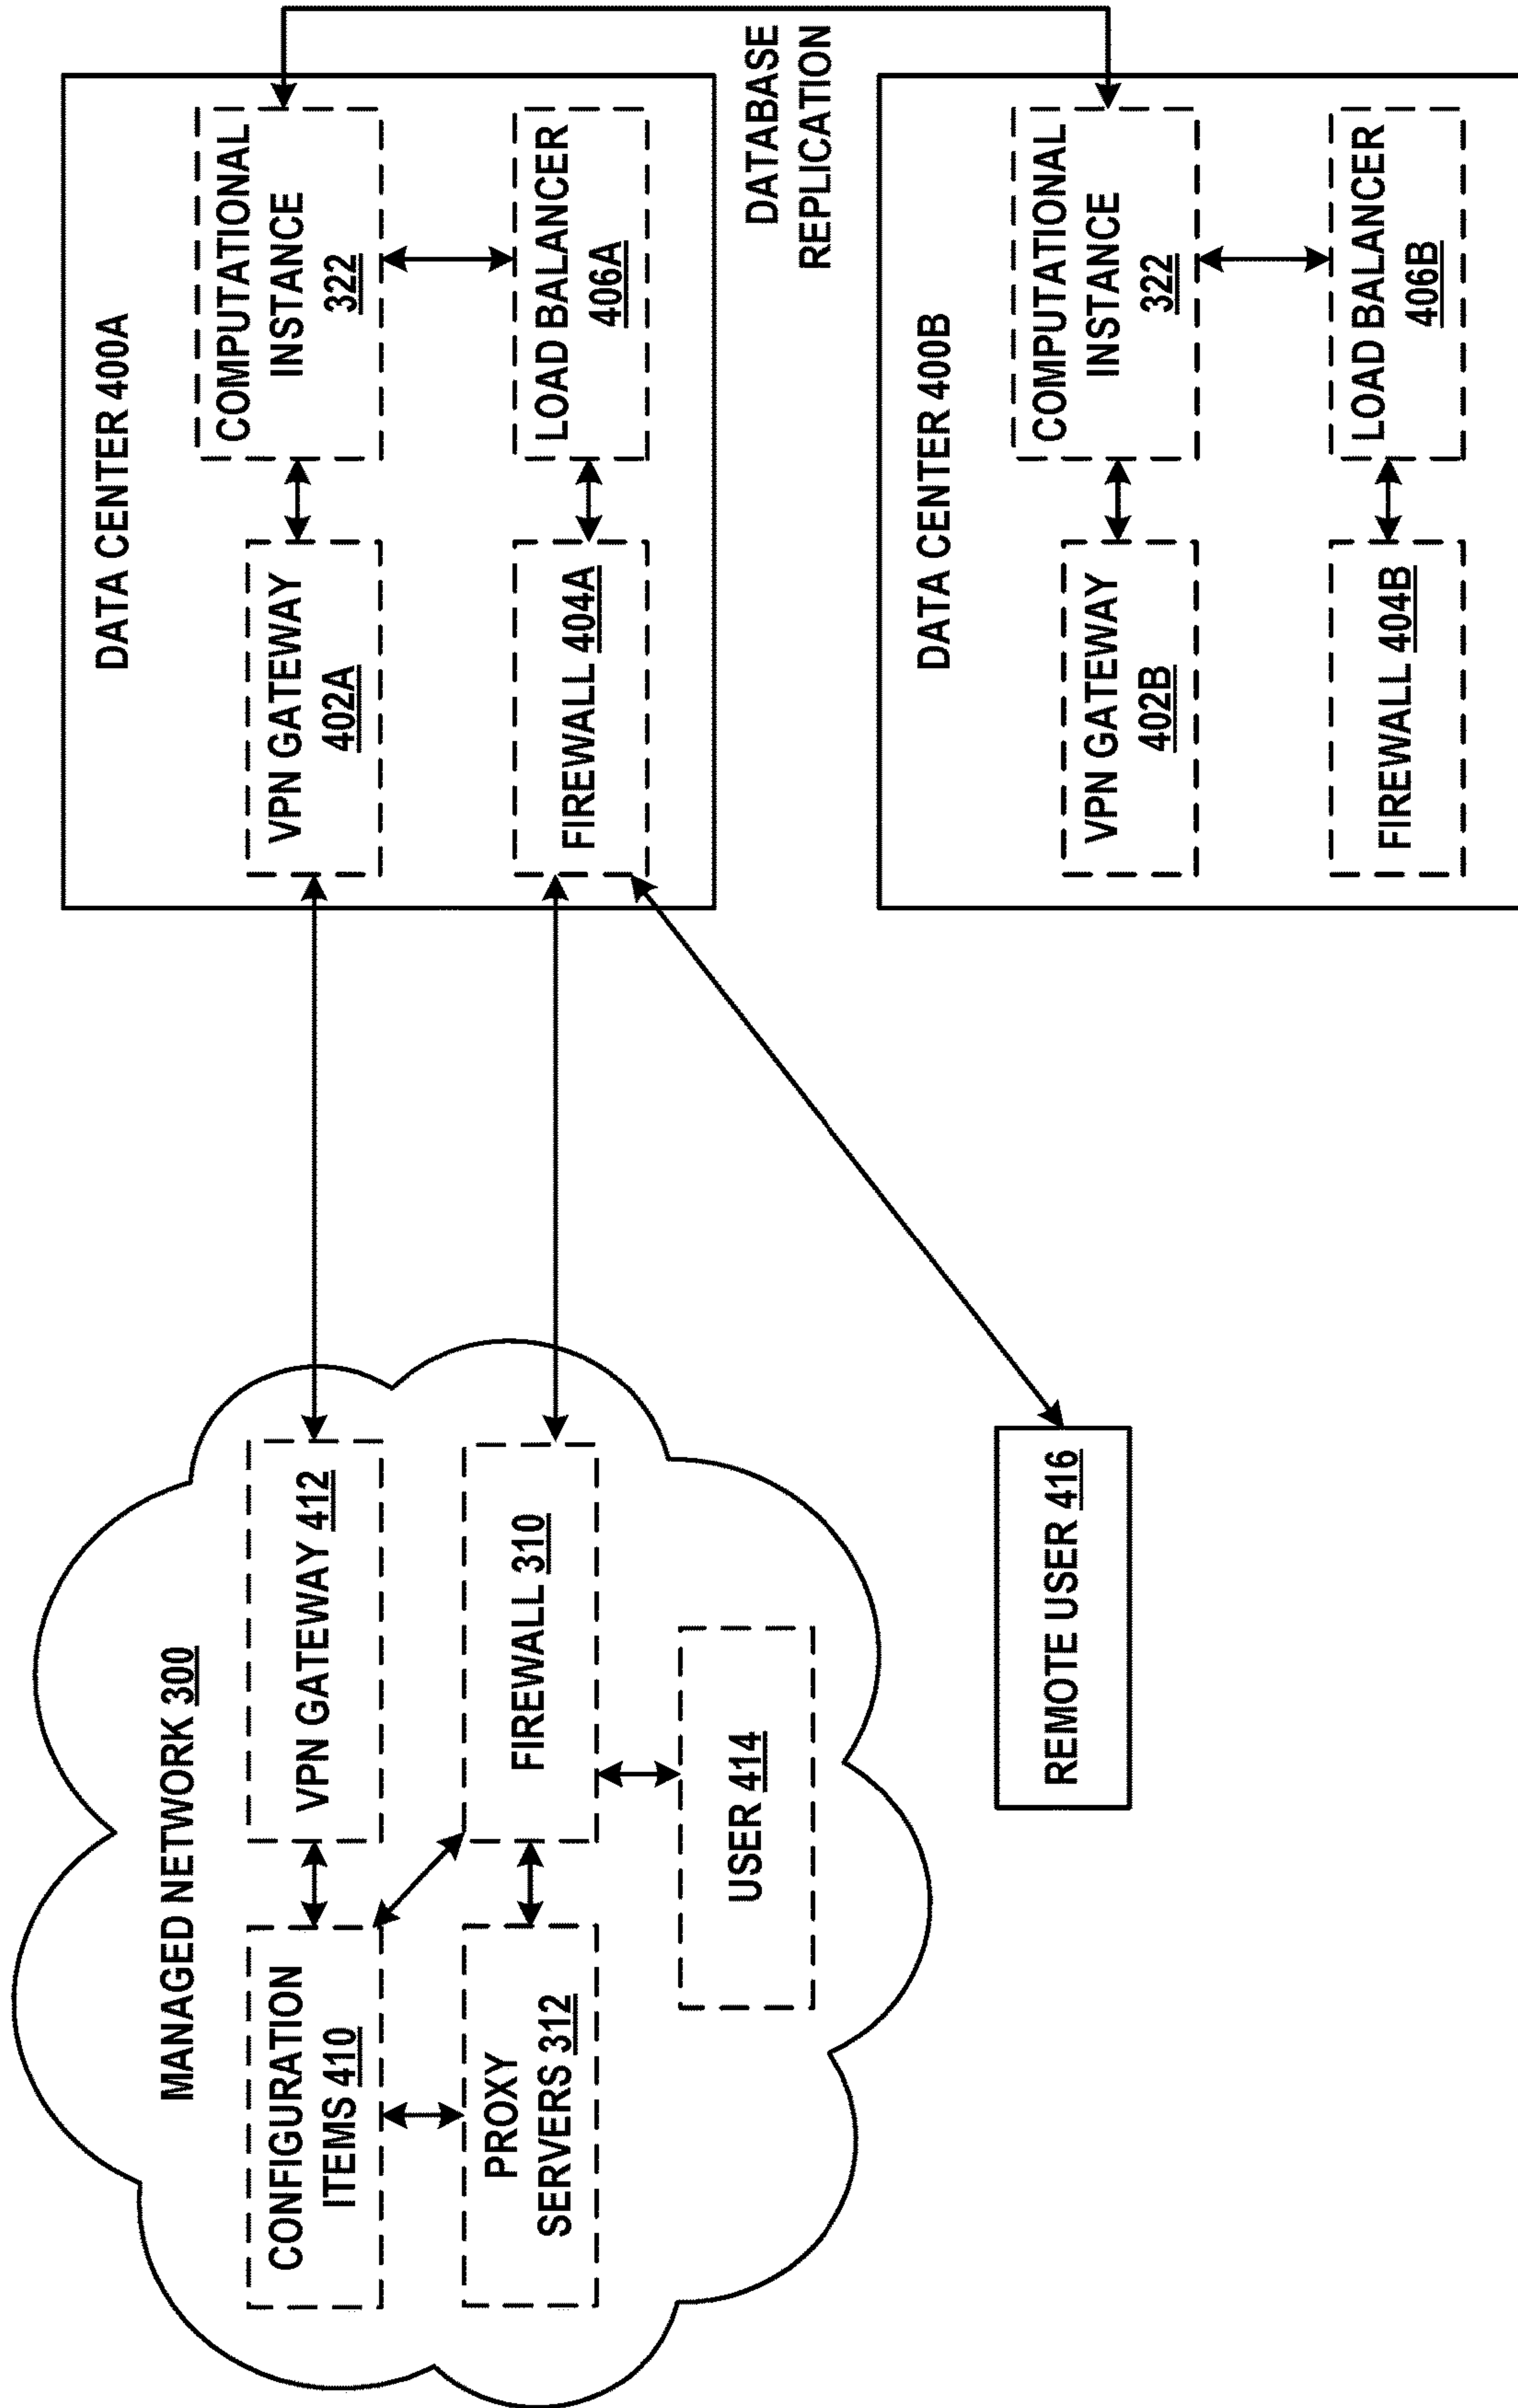 MANAGED NETWORK 300
CONFIGURATION
ITEMS 410
VPN GATEWAY 412
PROXY
SERVERS 312
FIREWALL 310
USER 414
REMOTE USER 416
DATA CENTER 400A
VPN GATEWAY
402A
COMPUTATIONAL
INSTANCE
322
FIREWALL 404A
LOAD BALANCER
406A
DATABASE
REPLICATION
DATA CENTER 400B
VPN GATEWAY
402B
COMPUTATIONAL
INSTANCE
322
FIREWALL 404B
LOAD BALANCER
406B